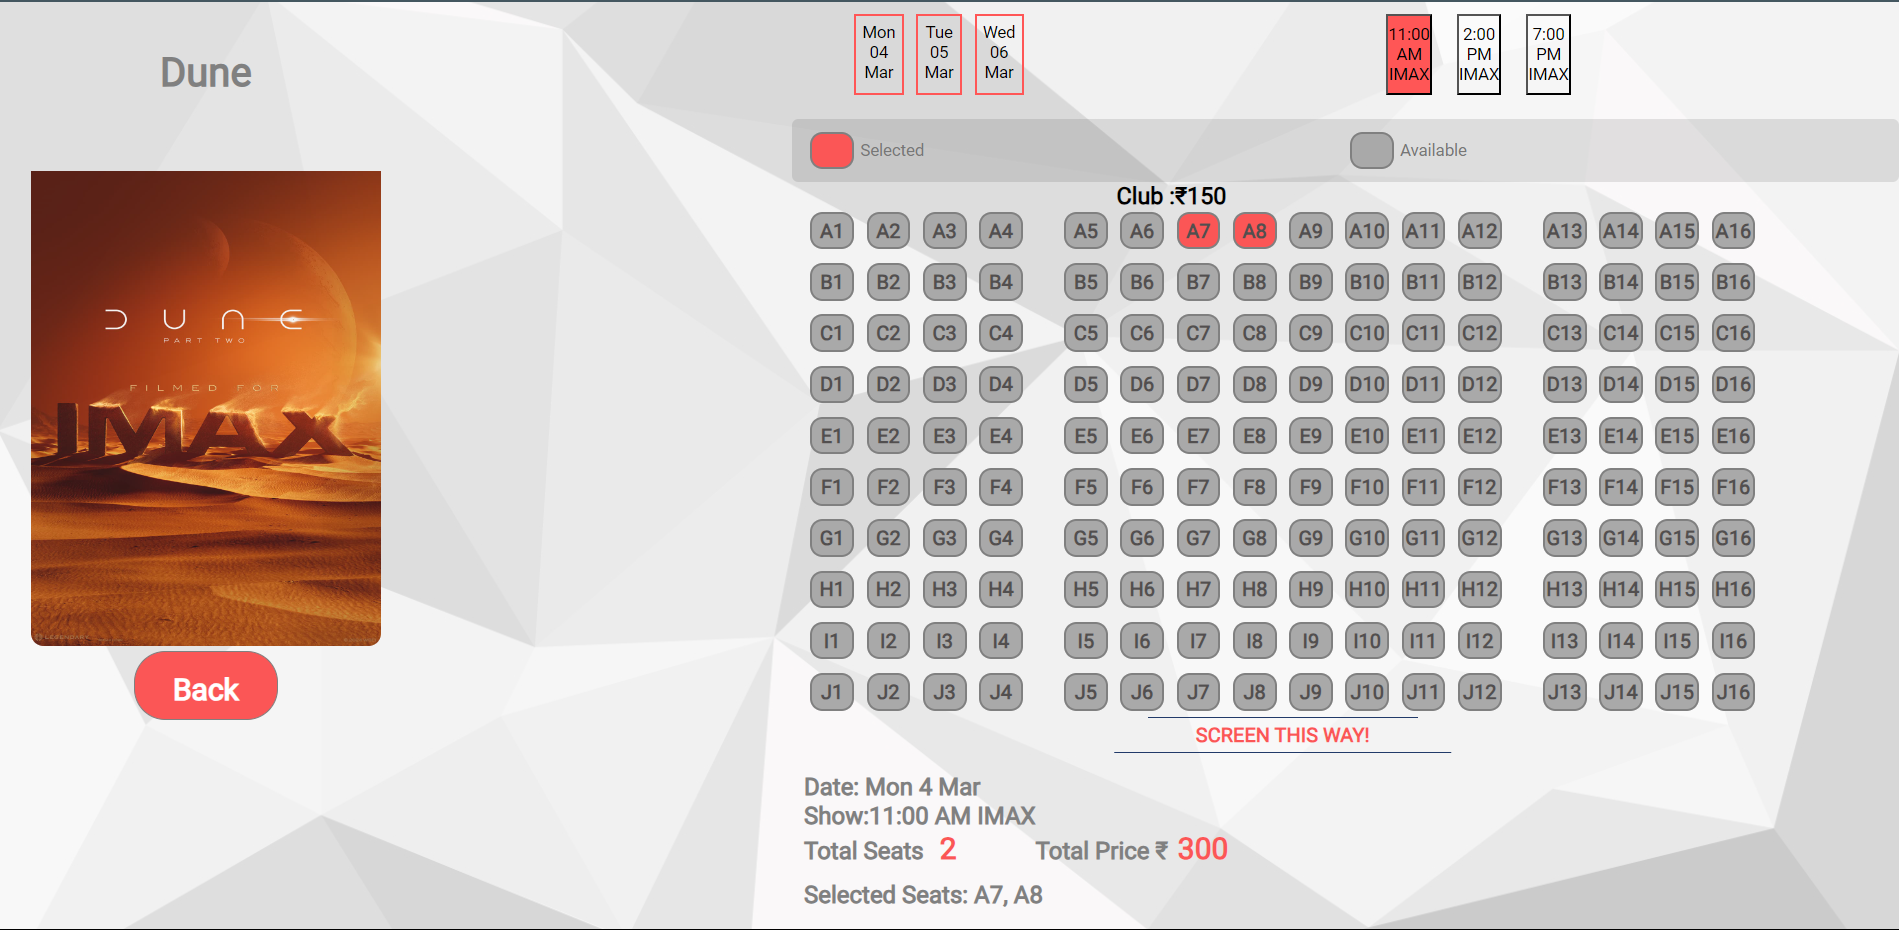 Dune
Mon 04 Mar
Tue 05 Mar
Wed 06 Mar
11:00 AM IMAX
2:00 PM IMAX
7:00 PM IMAX
DUNE
PART TWO
FILMED FOR
IMAX
Back
Selected
Available
Club :₹150
A1 A2 A3 A4 A5 A6 A7 A8 A9 A10 A11 A12 A13 A14 A15 A16
B1 B2 B3 B4 B5 B6 B7 B8 B9 B10 B11 B12 B13 B14 B15 B16
C1 C2 C3 C4 C5 C6 C7 C8 C9 C10 C11 C12 C13 C14 C15 C16
D1 D2 D3 D4 D5 D6 D7 D8 D9 D10 D11 D12 D13 D14 D15 D16
E1 E2 E3 E4 E5 E6 E7 E8 E9 E10 E11 E12 E13 E14 E15 E16
F1 F2 F3 F4 F5 F6 F7 F8 F9 F10 F11 F12 F13 F14 F15 F16
G1 G2 G3 G4 G5 G6 G7 G8 G9 G10 G11 G12 G13 G14 G15 G16
H1 H2 H3 H4 H5 H6 H7 H8 H9 H10 H11 H12 H13 H14 H15 H16
I1 I2 I3 I4 I5 I6 I7 I8 I9 I10 I11 I12 I13 I14 I15 I16
J1 J2 J3 J4 J5 J6 J7 J8 J9 J10 J11 J12 J13 J14 J15 J16
SCREEN THIS WAY!
Date: Mon 4 Mar
Show:11:00 AM IMAX
Total Seats 2 Total Price ₹ 300
Selected Seats: A7, A8